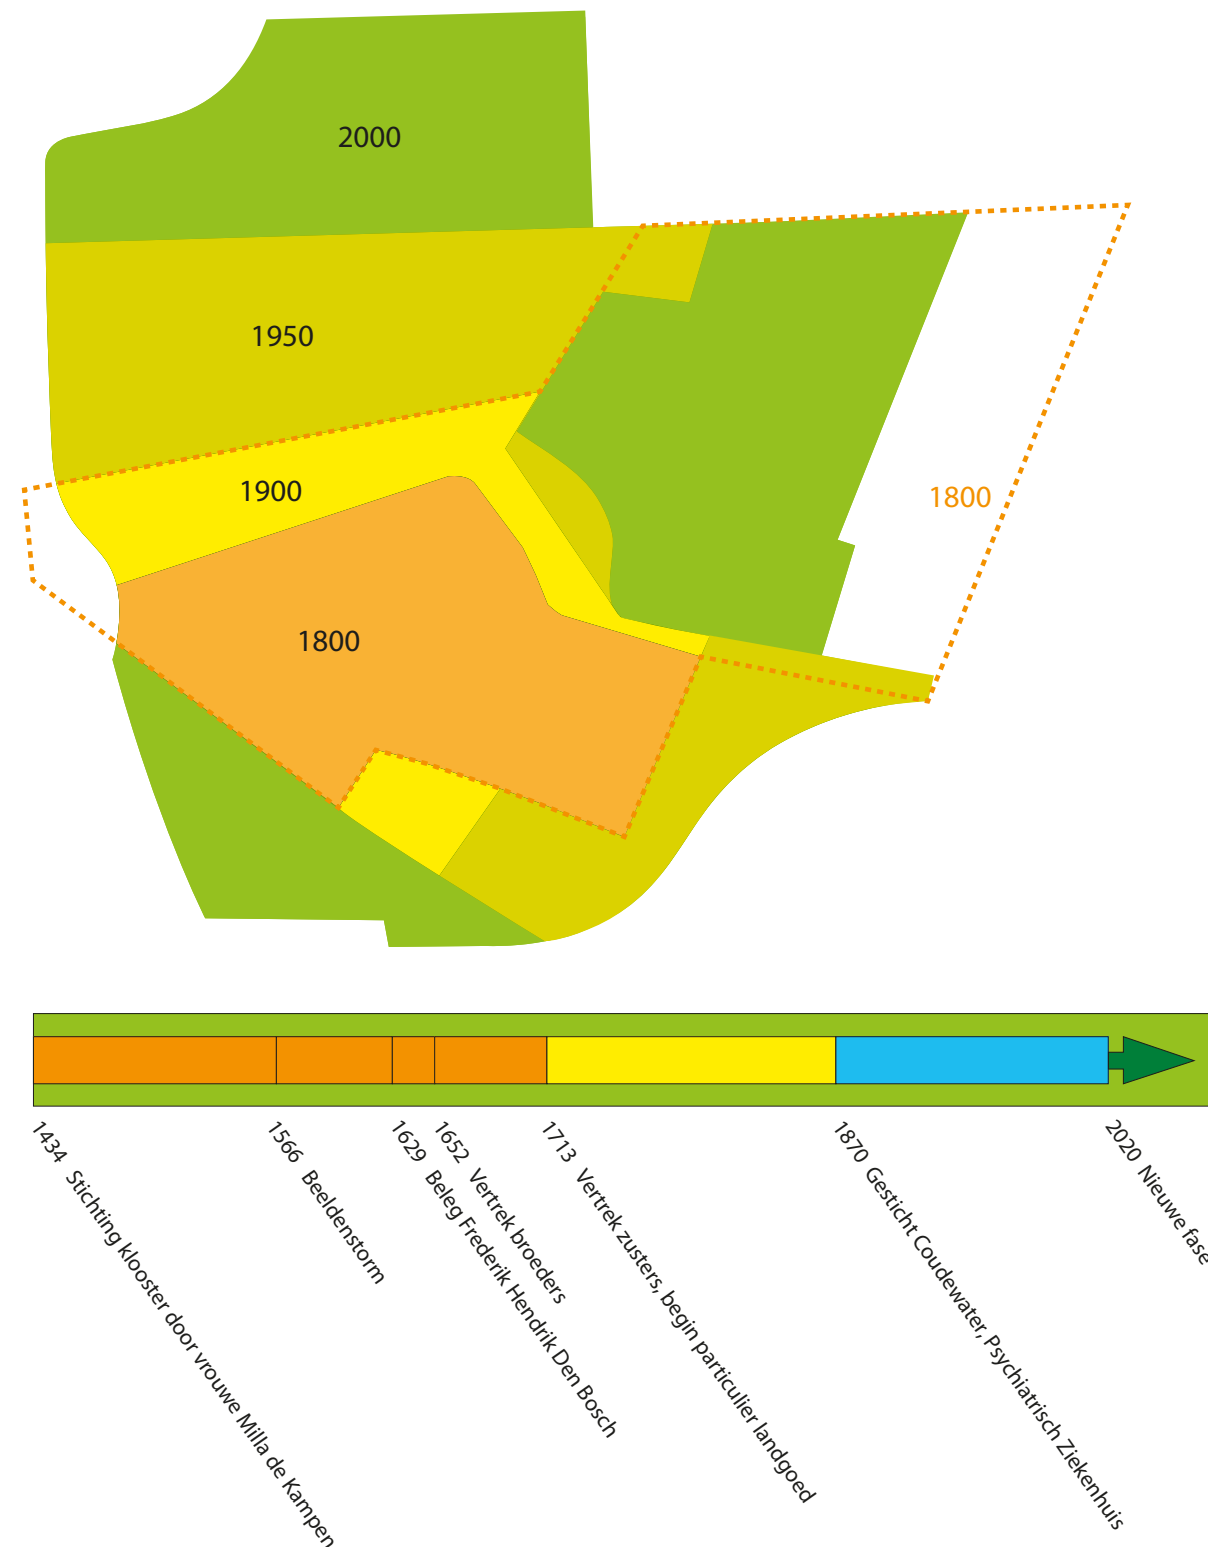 2000
1950
1900
1800
1800
1434 Stichting klooster door vrouwe Milla de Kampen
1566 Beeldenstorm
1629 Beleg Frederik Hendrik Den Bosch
1652 Vertrek broeders
1713 Vertrek zusters, begin particulier landgoed
1870 Gesticht Coudewater, Psychiatrisch Ziekenhuis
2020 Nieuwe fase